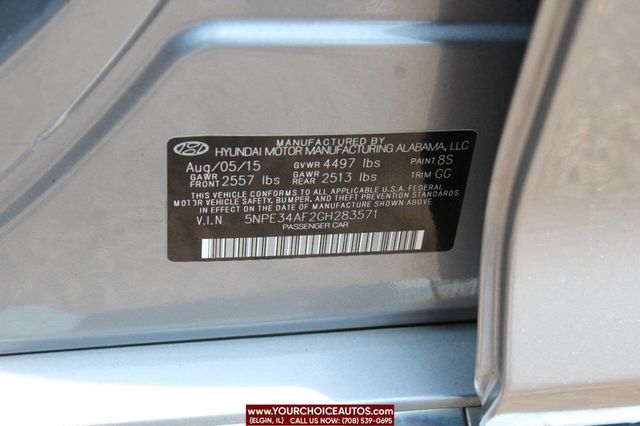 MANUFACTURED BY
HYUNDAI MOTOR MANUFACTURING ALABAMA, LLC
Aug/05/15 GVWR 4497 lbs PAINT 8S
GAWR FRONT 2557 lbs GAWR REAR 2513 lbs TRIM GG
THIS VEHICLE CONFORMS TO ALL APPLICABLE U.S.A. FEDERAL
MOTOR VEHICLE SAFETY, BUMPER, AND THEFT PREVENTION
STANDARDS IN EFFECT ON THE DATE OF MANUFACTURE SHOWN ABOVE
V.I.N 5NPE34AF2GH283571
PASSENGER CAR
WWW.YOURCHOICEAUTOS.COM
(ELGIN, IL) (708) 539-0695